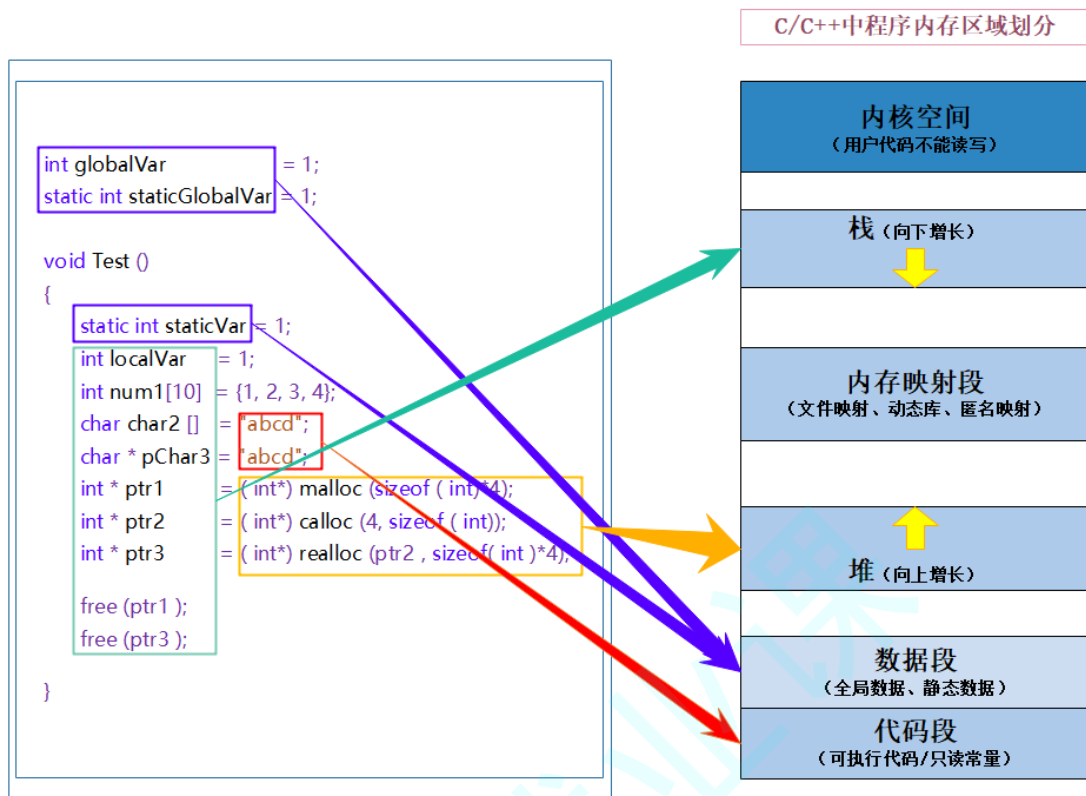 C/C++中程序内存区域划分
int globalVar = 1;
static int staticGlobalVar = 1;
void Test ()
{
static int staticVar = 1;
int localVar = 1;
int num1[10] = {1, 2, 3, 4};
char char2 [] = "abcd";
char * pChar3 = "abcd";
int * ptr1 = ( int*) malloc (sizeof ( int)*4);
int * ptr2 = ( int*) calloc (4, sizeof ( int));
int * ptr3 = ( int*) realloc (ptr2 , sizeof( int )*4);
free (ptr1 );
free (ptr3 );
}
内核空间
（用户代码不能读写）
栈（向下增长）
内存映射段
（文件映射、动态库、匿名映射）
堆（向上增长）
数据段
（全局数据、静态数据）
代码段
（可执行代码/只读常量）